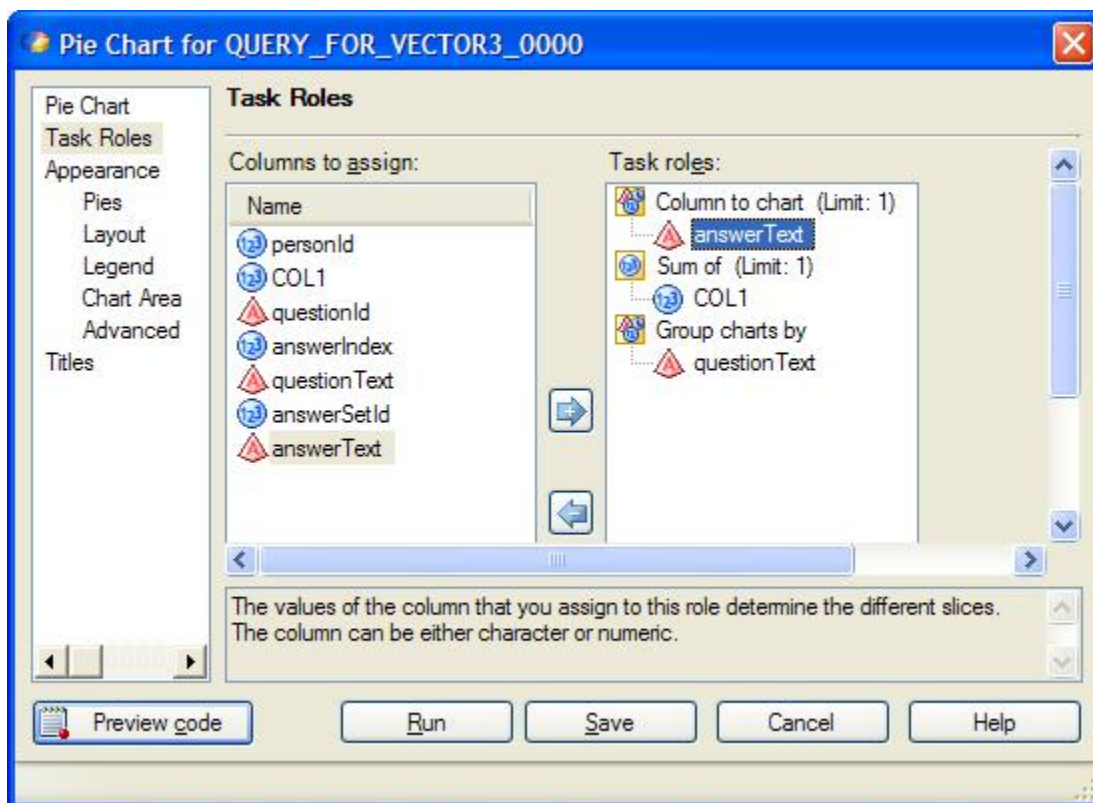 Pie Chart for QUERY_FOR_VECTOR3_0000
Pie Chart
Task Roles
Appearance
Pies
Layout
Legend
Chart Area
Advanced
Titles
Task Roles
Columns to assign:
Name
personId
COL1
questionId
answerIndex
questionText
answerSetId
answerText
Task roles:
Column to chart (Limit: 1)
answerText
Sum of (Limit: 1)
COL1
Group charts by
questionText
The values of the column that you assign to this role determine the different slices.
The column can be either character or numeric.
Preview code
Run
Save
Cancel
Help